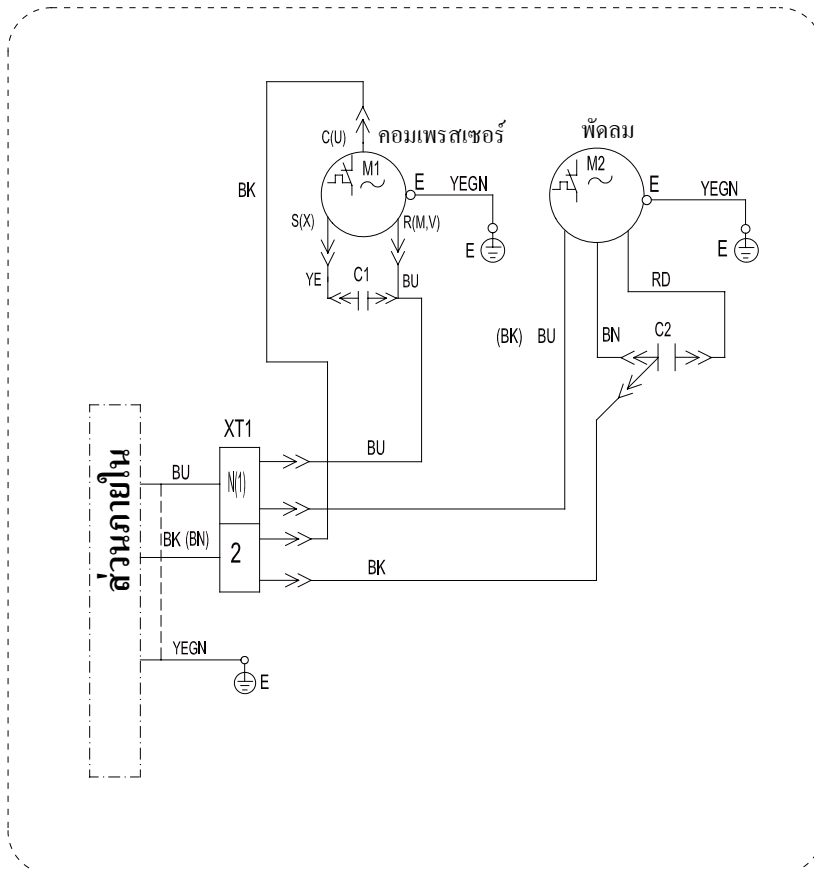 C(U)
คอมเพรสเซอร์
พัดลม
M1
M2
BK
E
YEGN
E
YEGN
S(X)
R(M,V)
E
E
YE
C1
BU
RD
(BK) BU
BN
C2
XT1
BU
BU
N(1)
ส่วนภายใน
BK (BN)
2
BK
YEGN
E